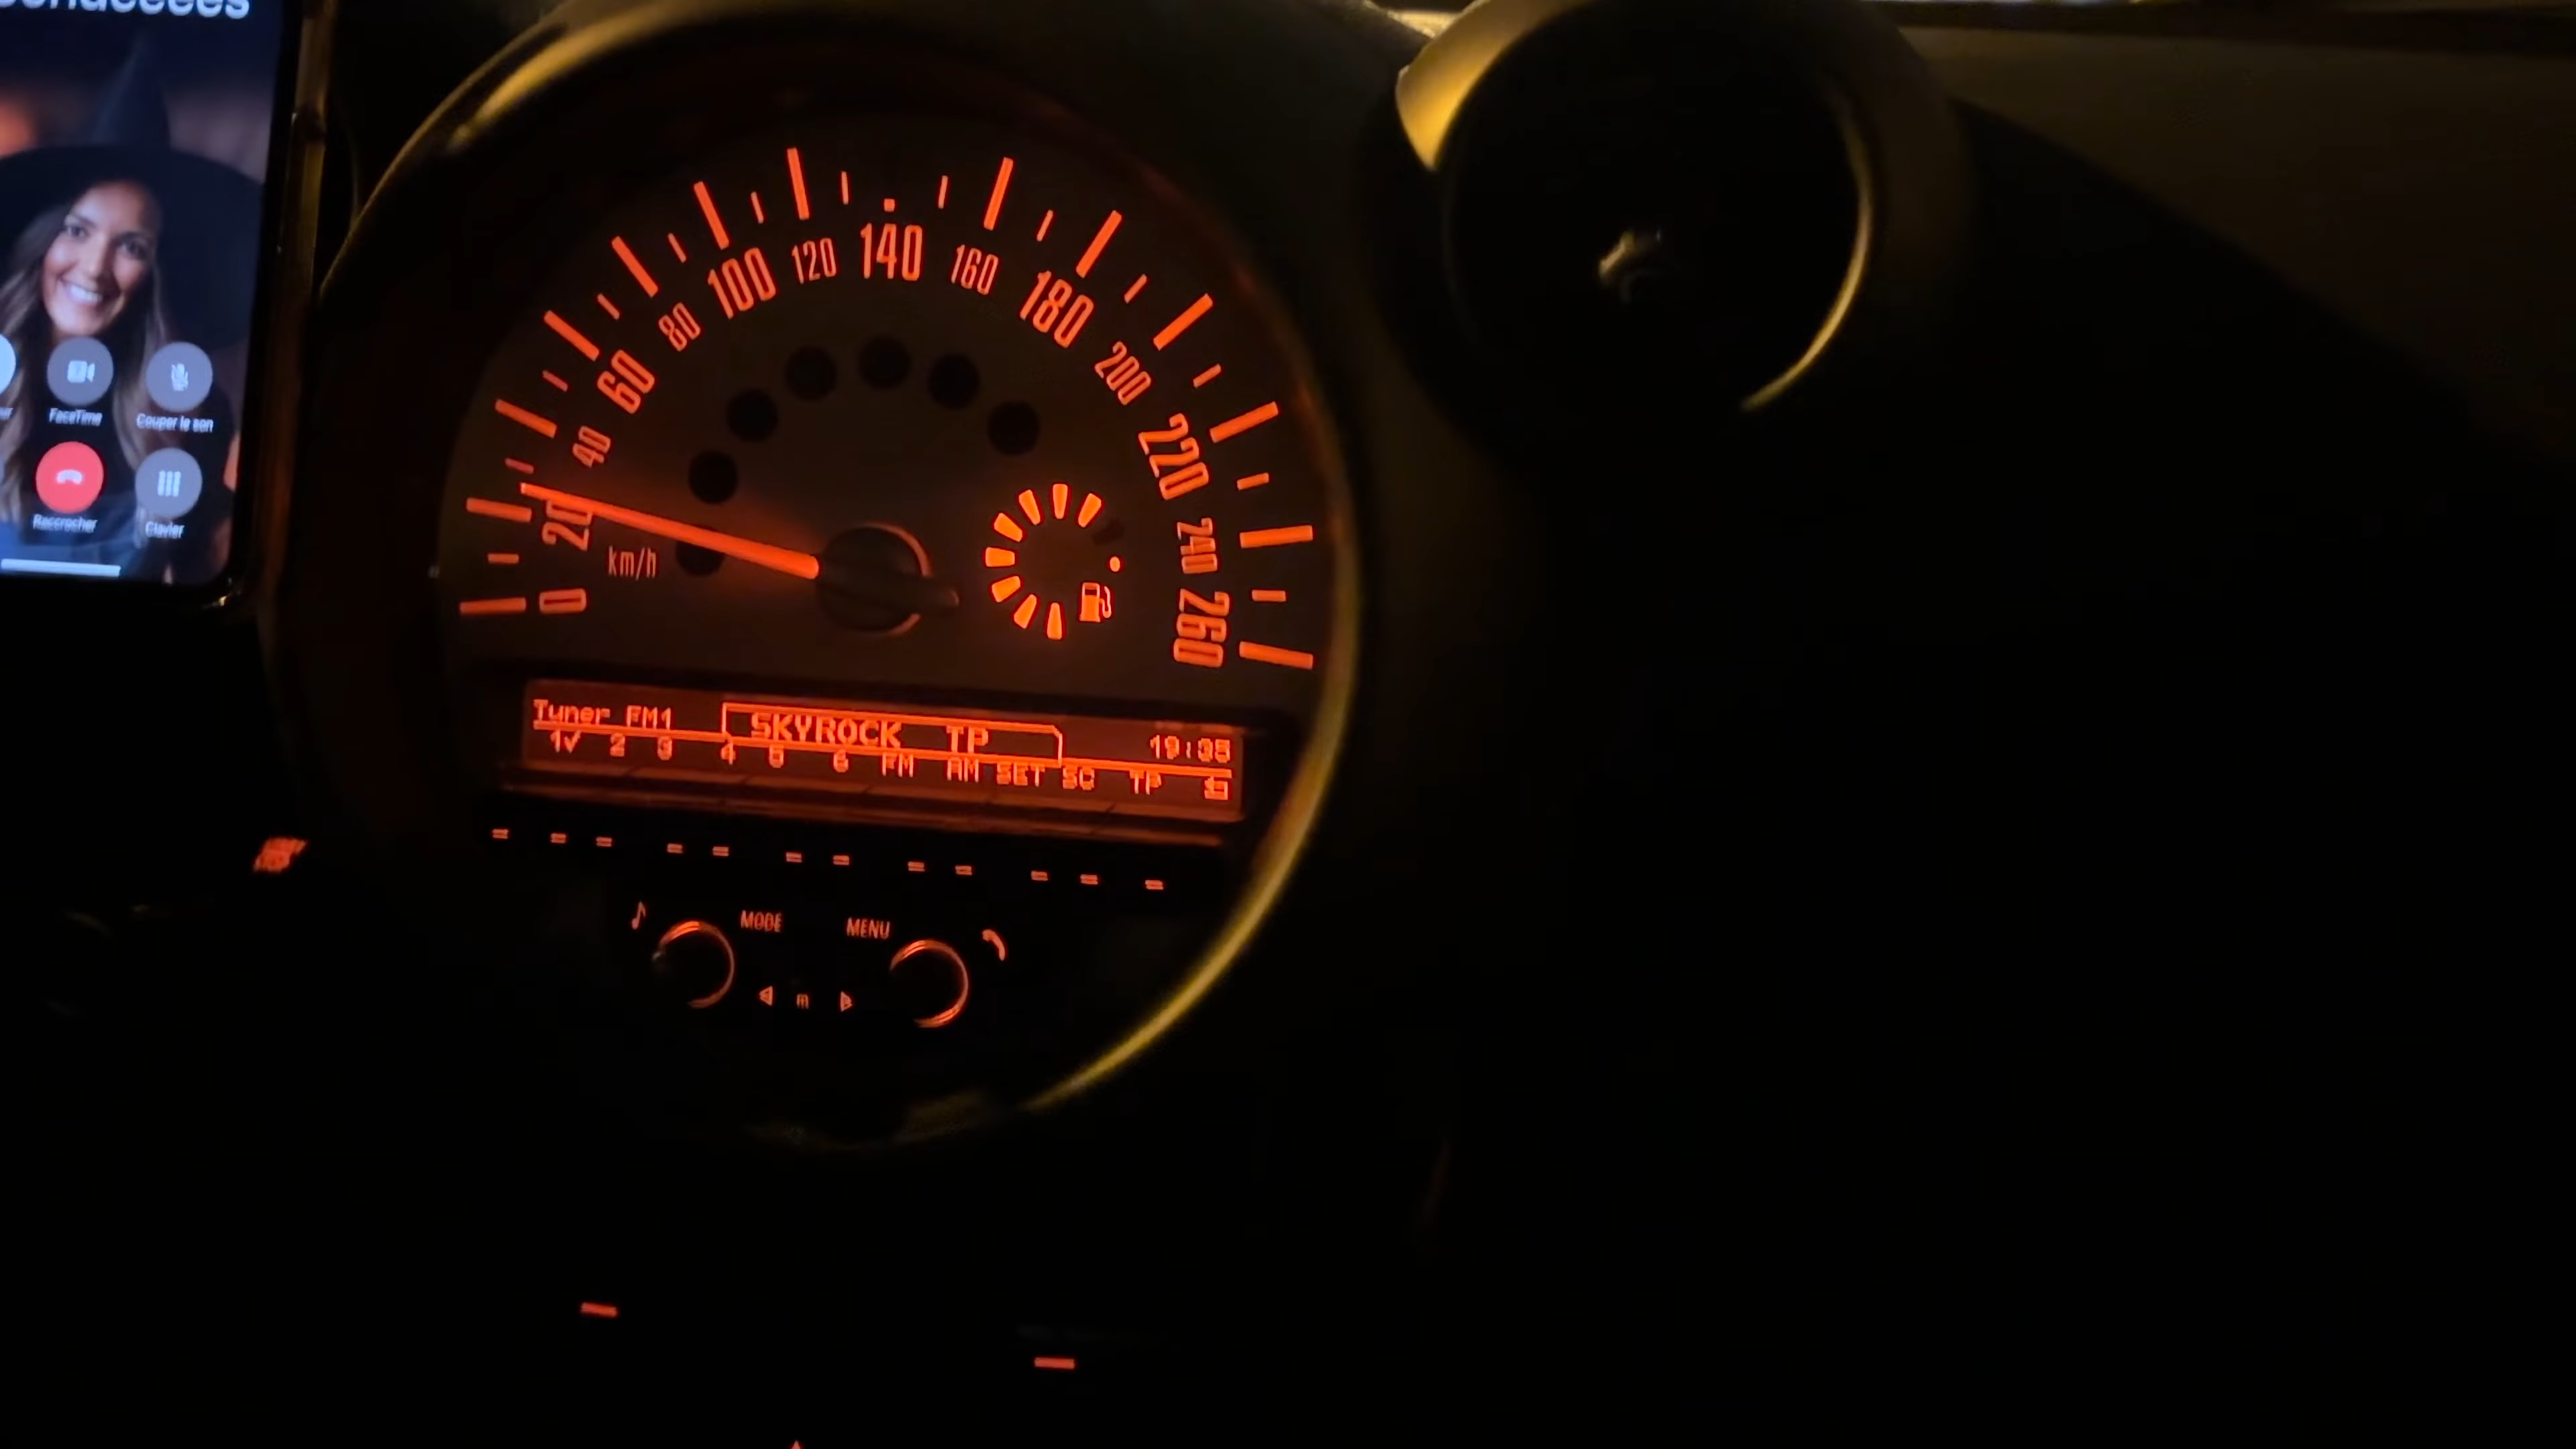 FaceTime
Couper le son
Raccrocher
Clavier
0
20
40
60
80
100
120
140
160
180
200
220
240
260
km/h
Tuner FM1 SKYROCK TP 19:35
1✓ 2 3 4 5 6 FM AM SET SC TP
MODE MENU
m